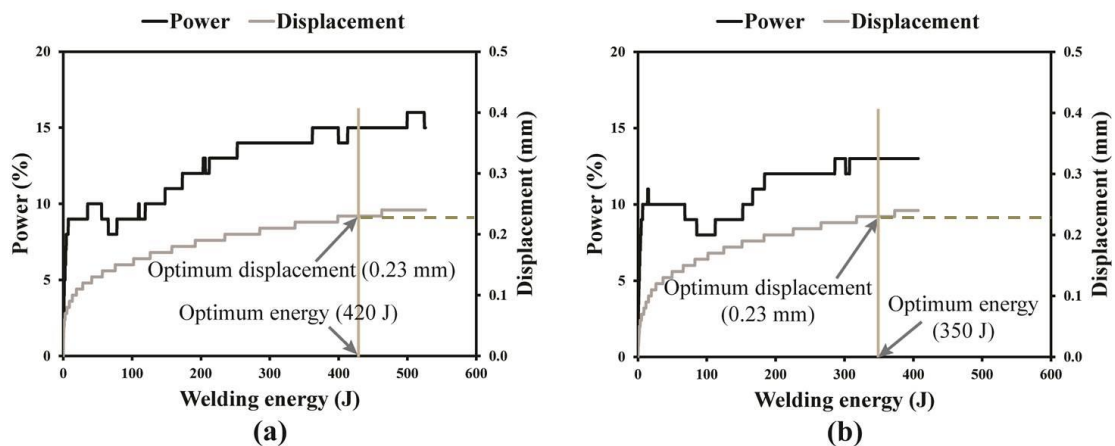 Power Displacement
20
15
10
5
0
Power (%)
0.5
0.4
0.3
0.2
0.1
0.0
Displacement (mm)
Optimum displacement (0.23 mm)
Optimum energy (420 J)
0 100 200 300 400 500 600
Welding energy (J)
(a)
Power Displacement
20
15
10
5
0
Power (%)
0.5
0.4
0.3
0.2
0.1
0.0
Displacement (mm)
Optimum displacement
(0.23 mm)
Optimum energy
(350 J)
0 100 200 300 400 500 600
Welding energy (J)
(b)